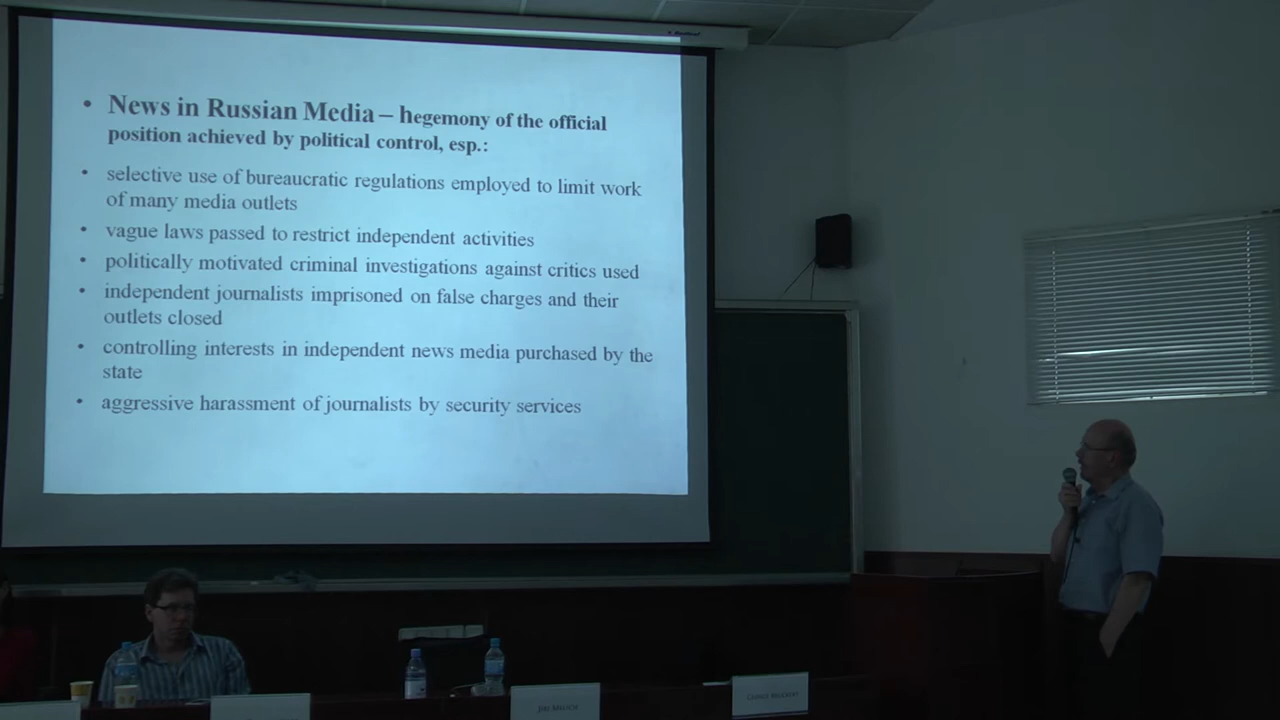 • News in Russian Media – hegemony of the official
position achieved by political control, esp.:
• selective use of bureaucratic regulations employed to limit work
of many media outlets
• vague laws passed to restrict independent activities
• politically motivated criminal investigations against critics used
• independent journalists imprisoned on false charges and their
outlets closed
• controlling interests in independent news media purchased by the
state
• aggressive harassment of journalists by security services